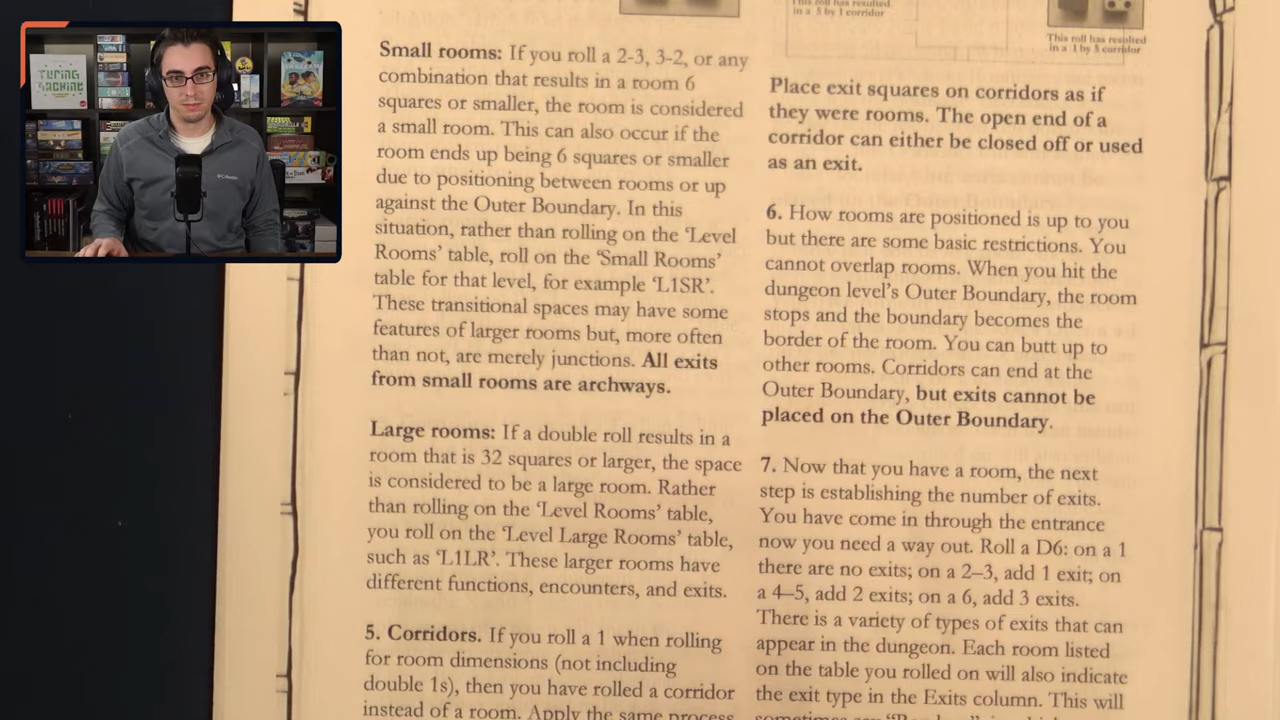 TURING
MACHINE
Columbia
Small rooms: If you roll a 2-3, 3-2, or any
combination that results in a room 6
squares or smaller, the room is considered
a small room. This can also occur if the
room ends up being 6 squares or smaller
due to positioning between rooms or up
against the Outer Boundary. In this
situation, rather than rolling on the ‘Level
Rooms’ table, roll on the ‘Small Rooms’
table for that level, for example ‘L1SR’.
These transitional spaces may have some
features of larger rooms but, more often
than not, are merely junctions. All exits
from small rooms are archways.
Large rooms: If a double roll results in a
room that is 32 squares or larger, the space
is considered to be a large room. Rather
than rolling on the ‘Level Rooms’ table,
you roll on the ‘Level Large Rooms’ table,
such as ‘L1LR’. These larger rooms have
different functions, encounters, and exits.
5. Corridors. If you roll a 1 when rolling
for room dimensions (not including
double 1s), then you have rolled a corridor
instead of a room. Apply the same process
This roll has resulted
in a 5 by 1 corridor
This roll has resulted
in a 1 by 5 corridor
Place exit squares on corridors as if
they were rooms. The open end of a
corridor can either be closed off or used
as an exit.
6. How rooms are positioned is up to you
but there are some basic restrictions. You
cannot overlap rooms. When you hit the
dungeon level’s Outer Boundary, the room
stops and the boundary becomes the
border of the room. You can butt up to
other rooms. Corridors can end at the
Outer Boundary, but exits cannot be
placed on the Outer Boundary.
7. Now that you have a room, the next
step is establishing the number of exits.
You have come in through the entrance
now you need a way out. Roll a D6: on a 1
there are no exits; on a 2–3, add 1 exit; on
a 4–5, add 2 exits; on a 6, add 3 exits.
There is a variety of types of exits that can
appear in the dungeon. Each room listed
on the table you rolled on will also indicate
the exit type in the Exits column. This will